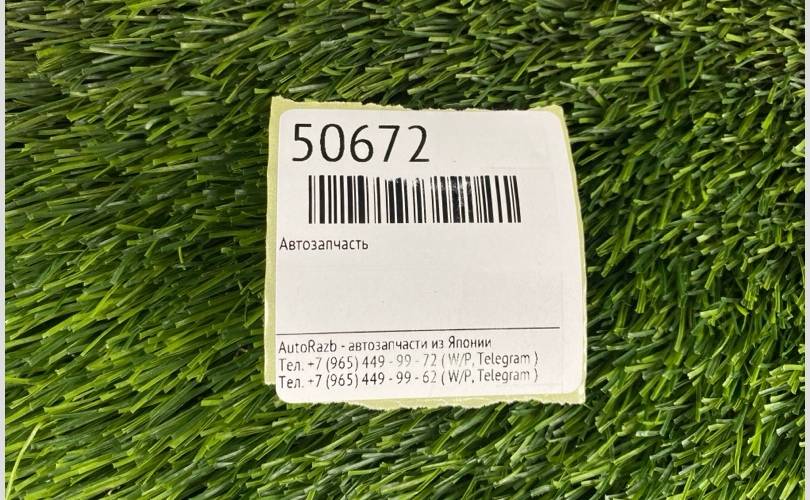 50672
Автозапчасть
AutoRazb - автозапчасти из Японии
Тел. +7 (965) 449 - 99 - 72 ( W/P, Telegram )
Тел. +7 (965) 449 - 99 - 62 ( W/P, Telegram )